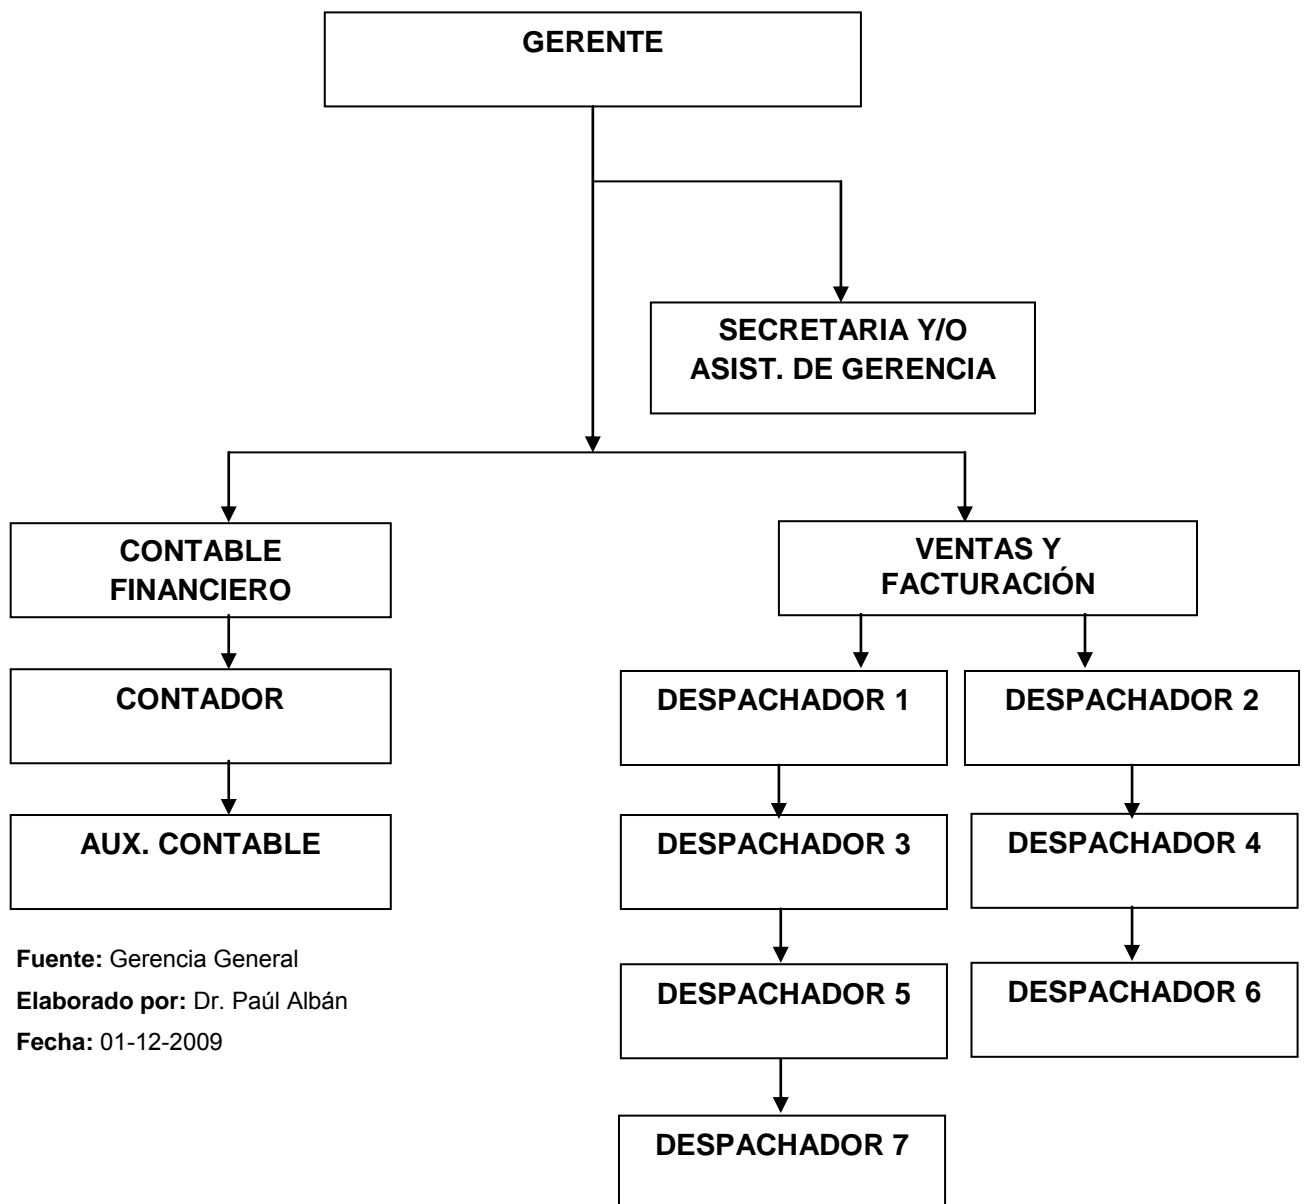 GERENTE
SECRETARIA Y/O
ASIST. DE GERENCIA
CONTABLE
FINANCIERO
VENTAS Y
FACTURACIÓN
CONTADOR
DESPACHADOR 1
DESPACHADOR 2
AUX. CONTABLE
DESPACHADOR 3
DESPACHADOR 4
Fuente: Gerencia General
Elaborado por: Dr. Paúl Albán
Fecha: 01-12-2009
DESPACHADOR 5
DESPACHADOR 6
DESPACHADOR 7